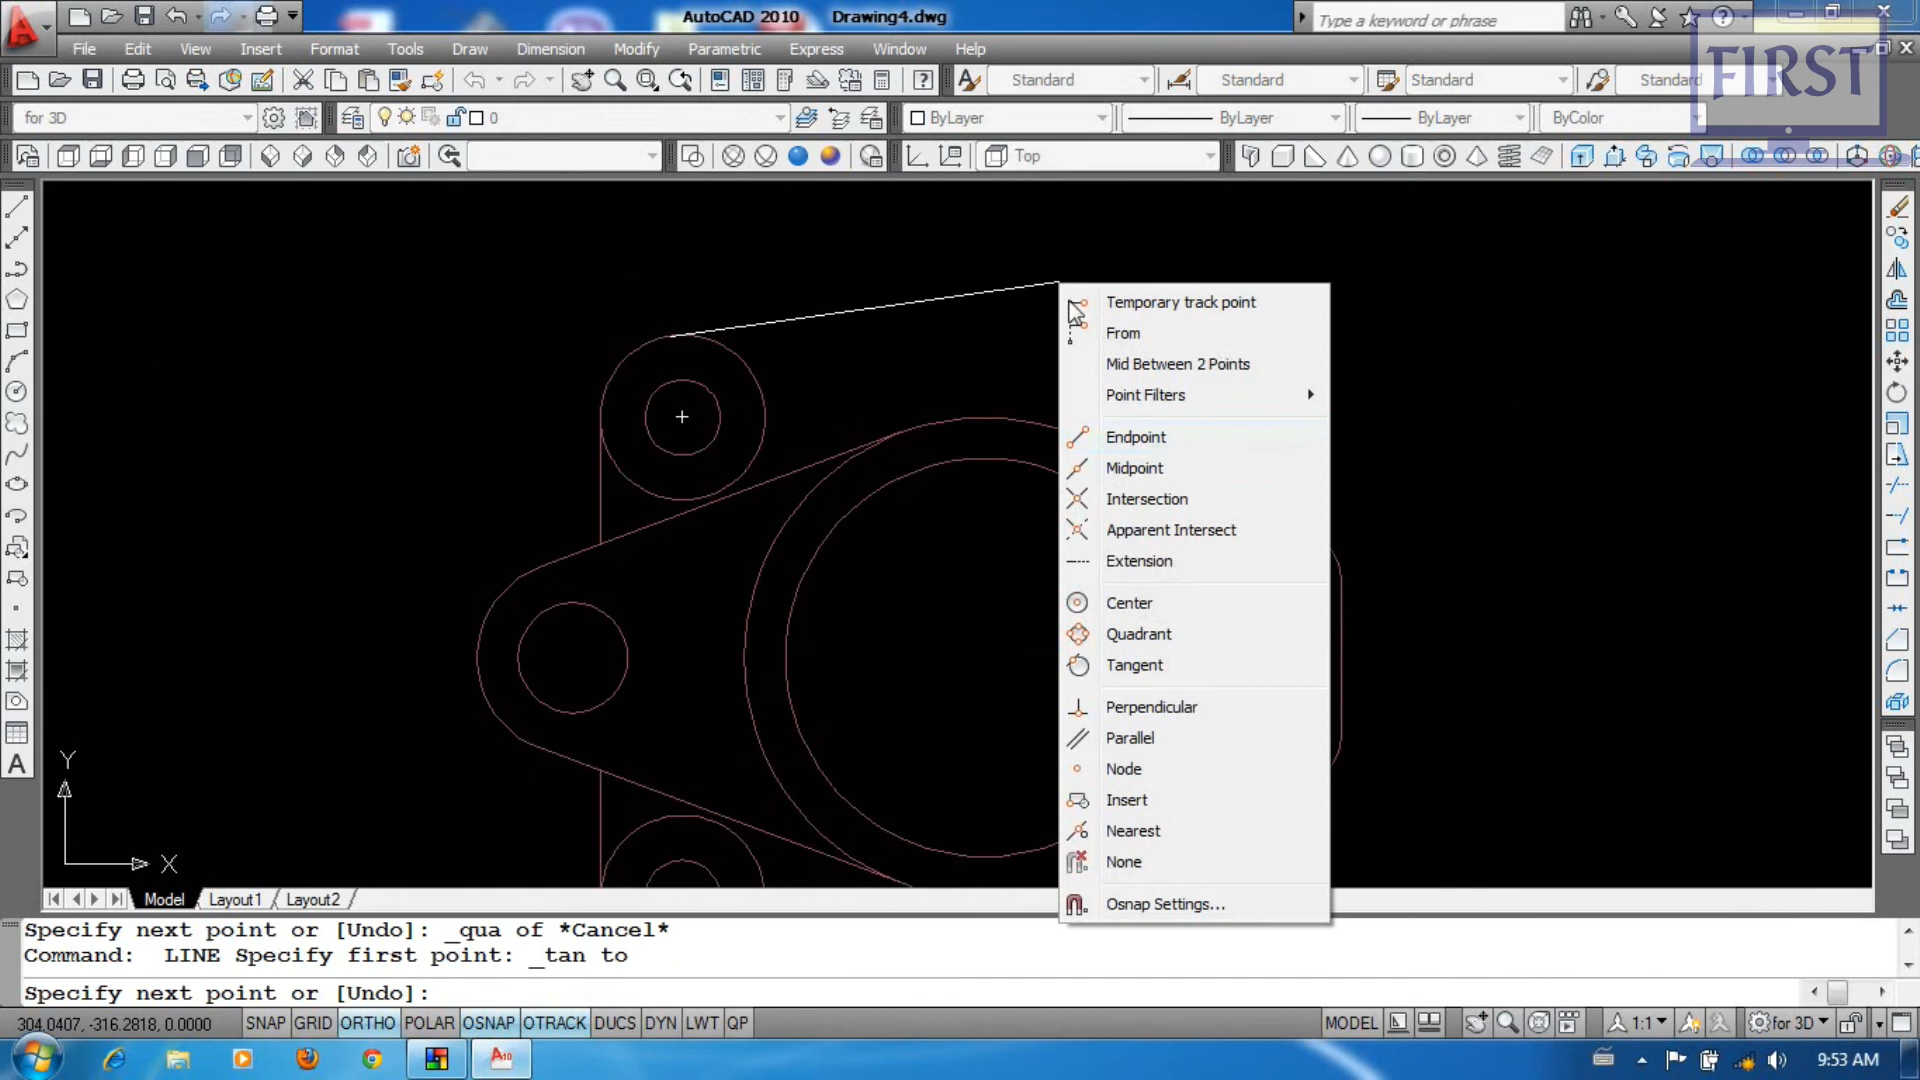 AutoCAD 2010 Drawing4.dwg
Type a keyword or phrase
File Edit View Insert Format Tools Draw Dimension Modify Parametric Express Window Help
FIRST
Standard Standard Standard Standard
for 3D 0 ByLayer ByLayer ByLayer ByColor
Top
Temporary track point
From
Mid Between 2 Points
Point Filters
Endpoint
Midpoint
Intersection
Apparent Intersect
Extension
Center
Quadrant
Tangent
Perpendicular
Parallel
Node
Insert
Nearest
None
Osnap Settings...
Y
X
A
Model Layout1 Layout2
Specify next point or [Undo]: _qua of *Cancel*
Command:  LINE Specify first point: _tan to
Specify next point or [Undo]:
304.0407, -316.2818, 0.0000 SNAP GRID ORTHO POLAR OSNAP OTRACK DUCS DYN LWT QP MODEL 1:1 for 3D
A10
9:53 AM